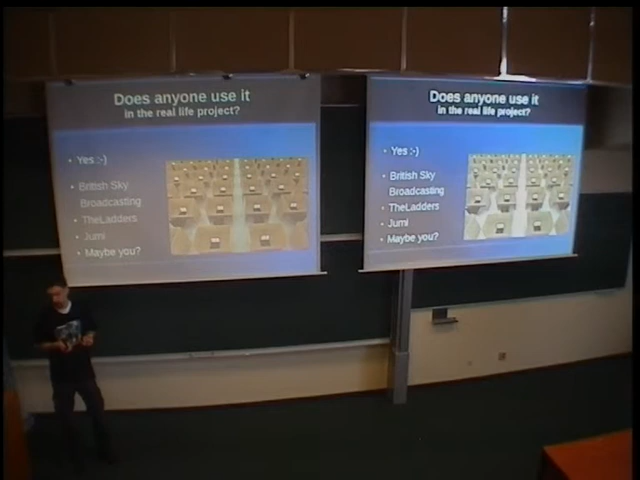 Does anyone use it
in the real life project?
• Yes :-)
• British Sky
Broadcasting
• TheLadders
• Jumi
• Maybe you?
Does anyone use it
in the real life project?
• Yes :-)
• British Sky
Broadcasting
• TheLadders
• Jumi
• Maybe you?